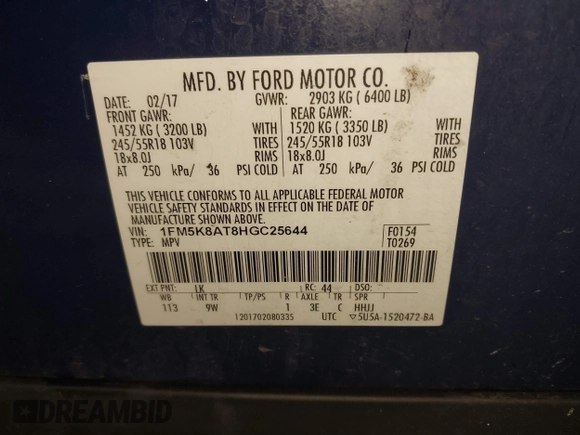 MFD. BY FORD MOTOR CO.
DATE: 02/17 GVWR: 2903 KG ( 6400 LB)
FRONT GAWR: REAR GAWR:
1452 KG ( 3200 LB) WITH 1520 KG ( 3350 LB) WITH
245/55R18 103V TIRES 245/55R18 103V TIRES
18x8.0J RIMS 18x8.0J RIMS
AT 250 kPa/ 36 PSI COLD AT 250 kPa/ 36 PSI COLD
THIS VEHICLE CONFORMS TO ALL APPLICABLE FEDERAL MOTOR
VEHICLE SAFETY STANDARDS IN EFFECT ON THE DATE OF
MANUFACTURE SHOWN ABOVE.
VIN: 1FM5K8AT8HGC25644 F0154
TYPE: MPV T0269
EXT PNT: LK RC: 44 DSO:
WB INT TR TP/PS R AXLE TR SPR
113 9W 1 3E C HHJJ
1201702080335 UTC ▽5U5A-1520472-BA
DREAMBID